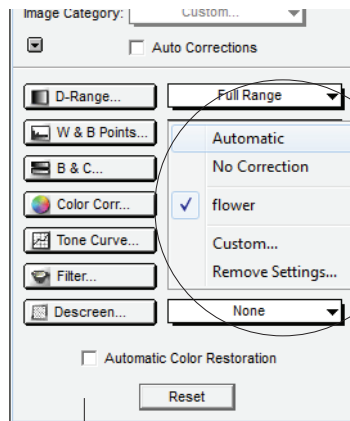 Image Category: Custom...
Auto Corrections
D-Range... Full Range
W & B Points...
Automatic
B & C... No Correction
Color Corr... flower
Tone Curve... Custom...
Filter... Remove Settings...
Descreen... None
Automatic Color Restoration
Reset